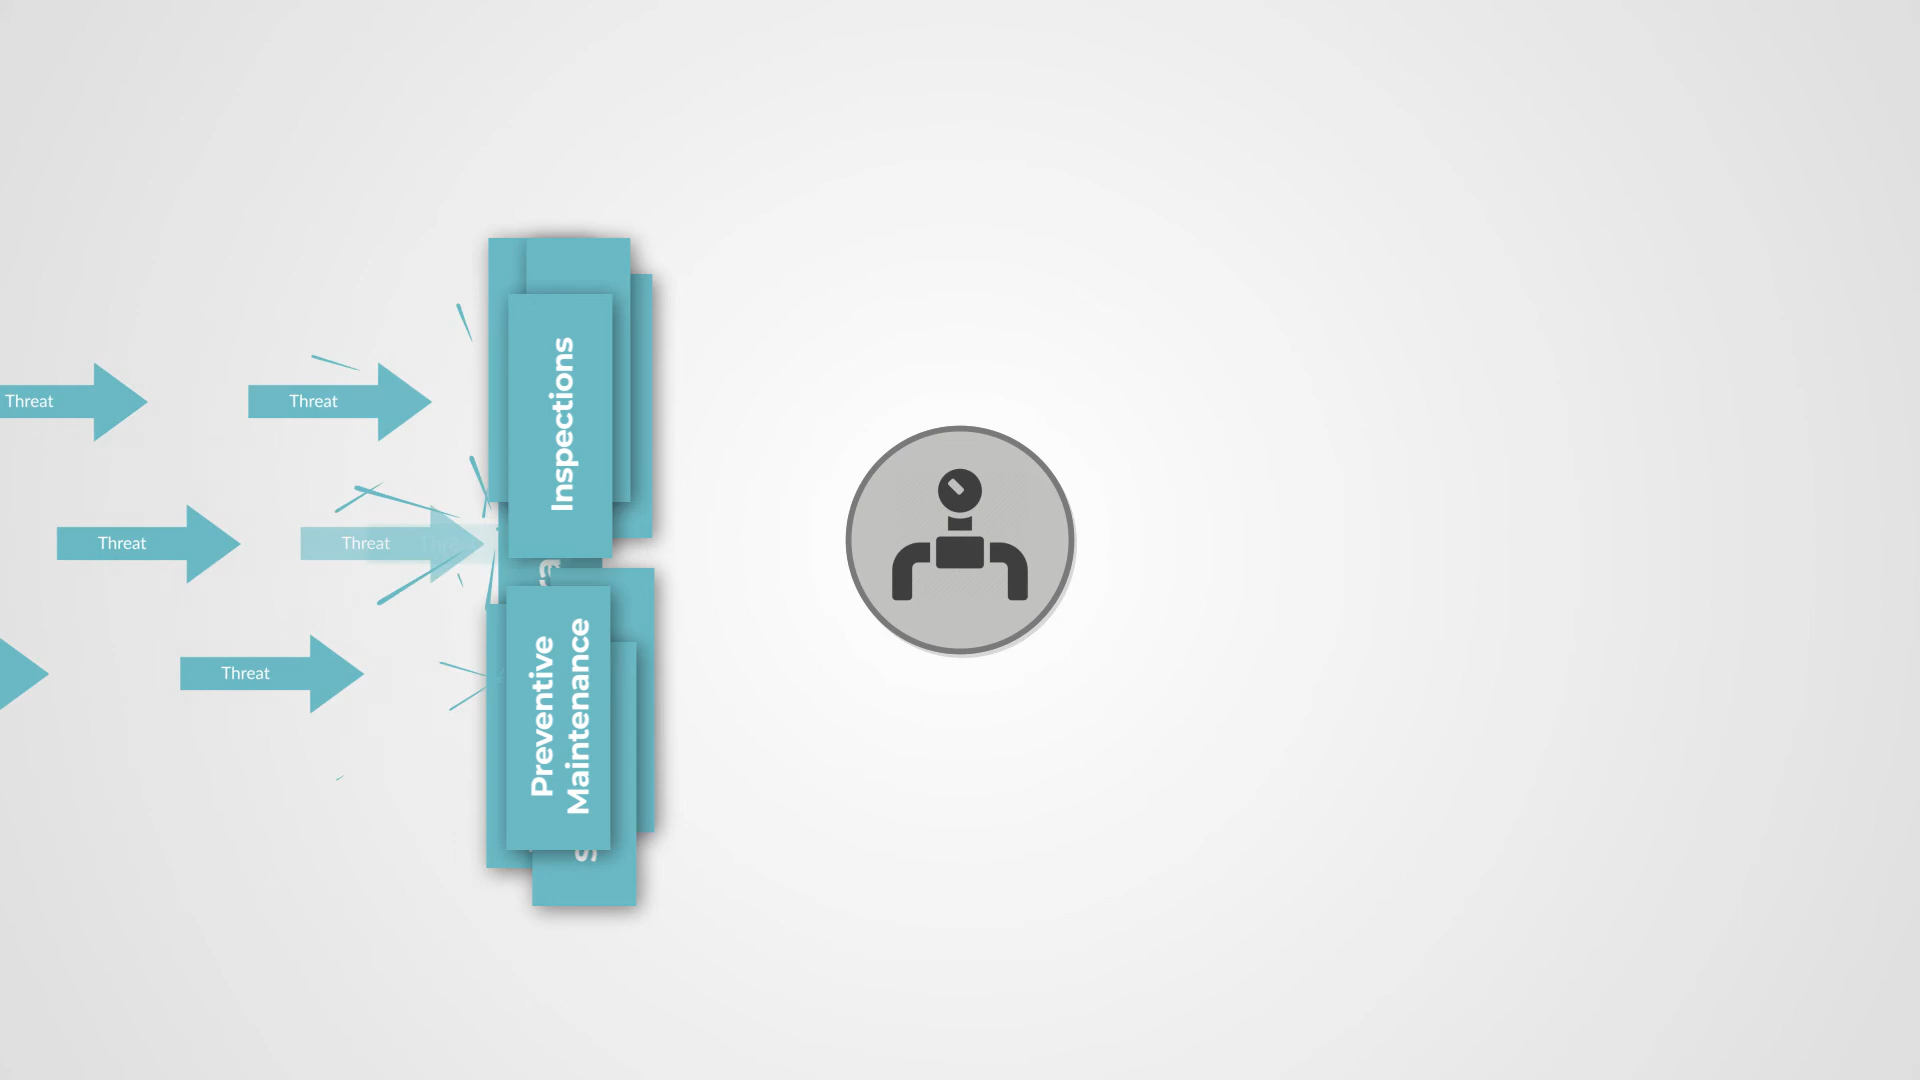 Threat
Threat
Threat
Threat
Threat
Inspections
Preventive
Maintenance